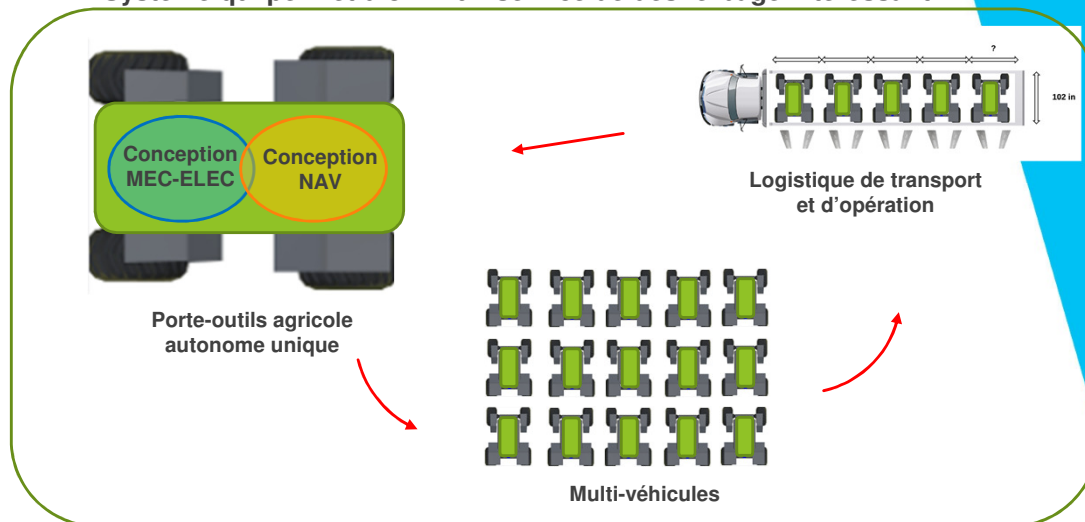 ?
102 in
Conception
MEC-ELEC
Conception
NAV
Logistique de transport
et d'opération
Porte-outils agricole
autonome unique
Multi-véhicules